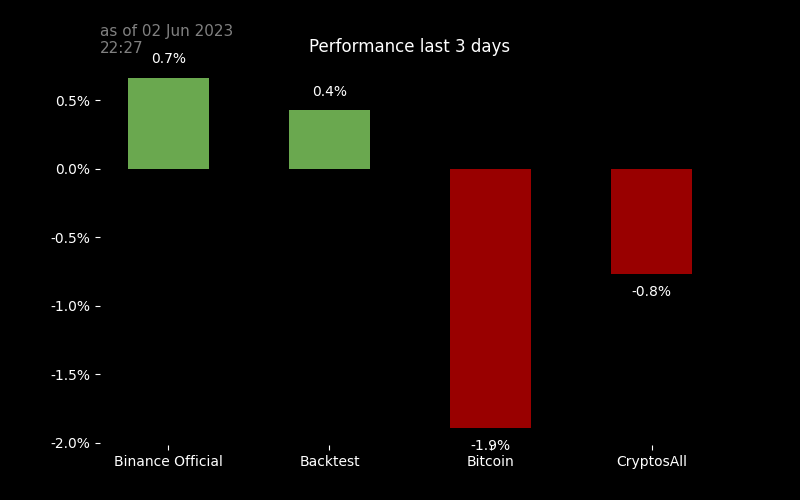 as of 02 Jun 2023
22:27
Performance last 3 days
0.7%
0.4%
0.5%
0.0%
-0.5%
-1.0%
-1.5%
-2.0%
-0.8%
-1.9%
Binance Official
Backtest
Bitcoin
CryptosAll